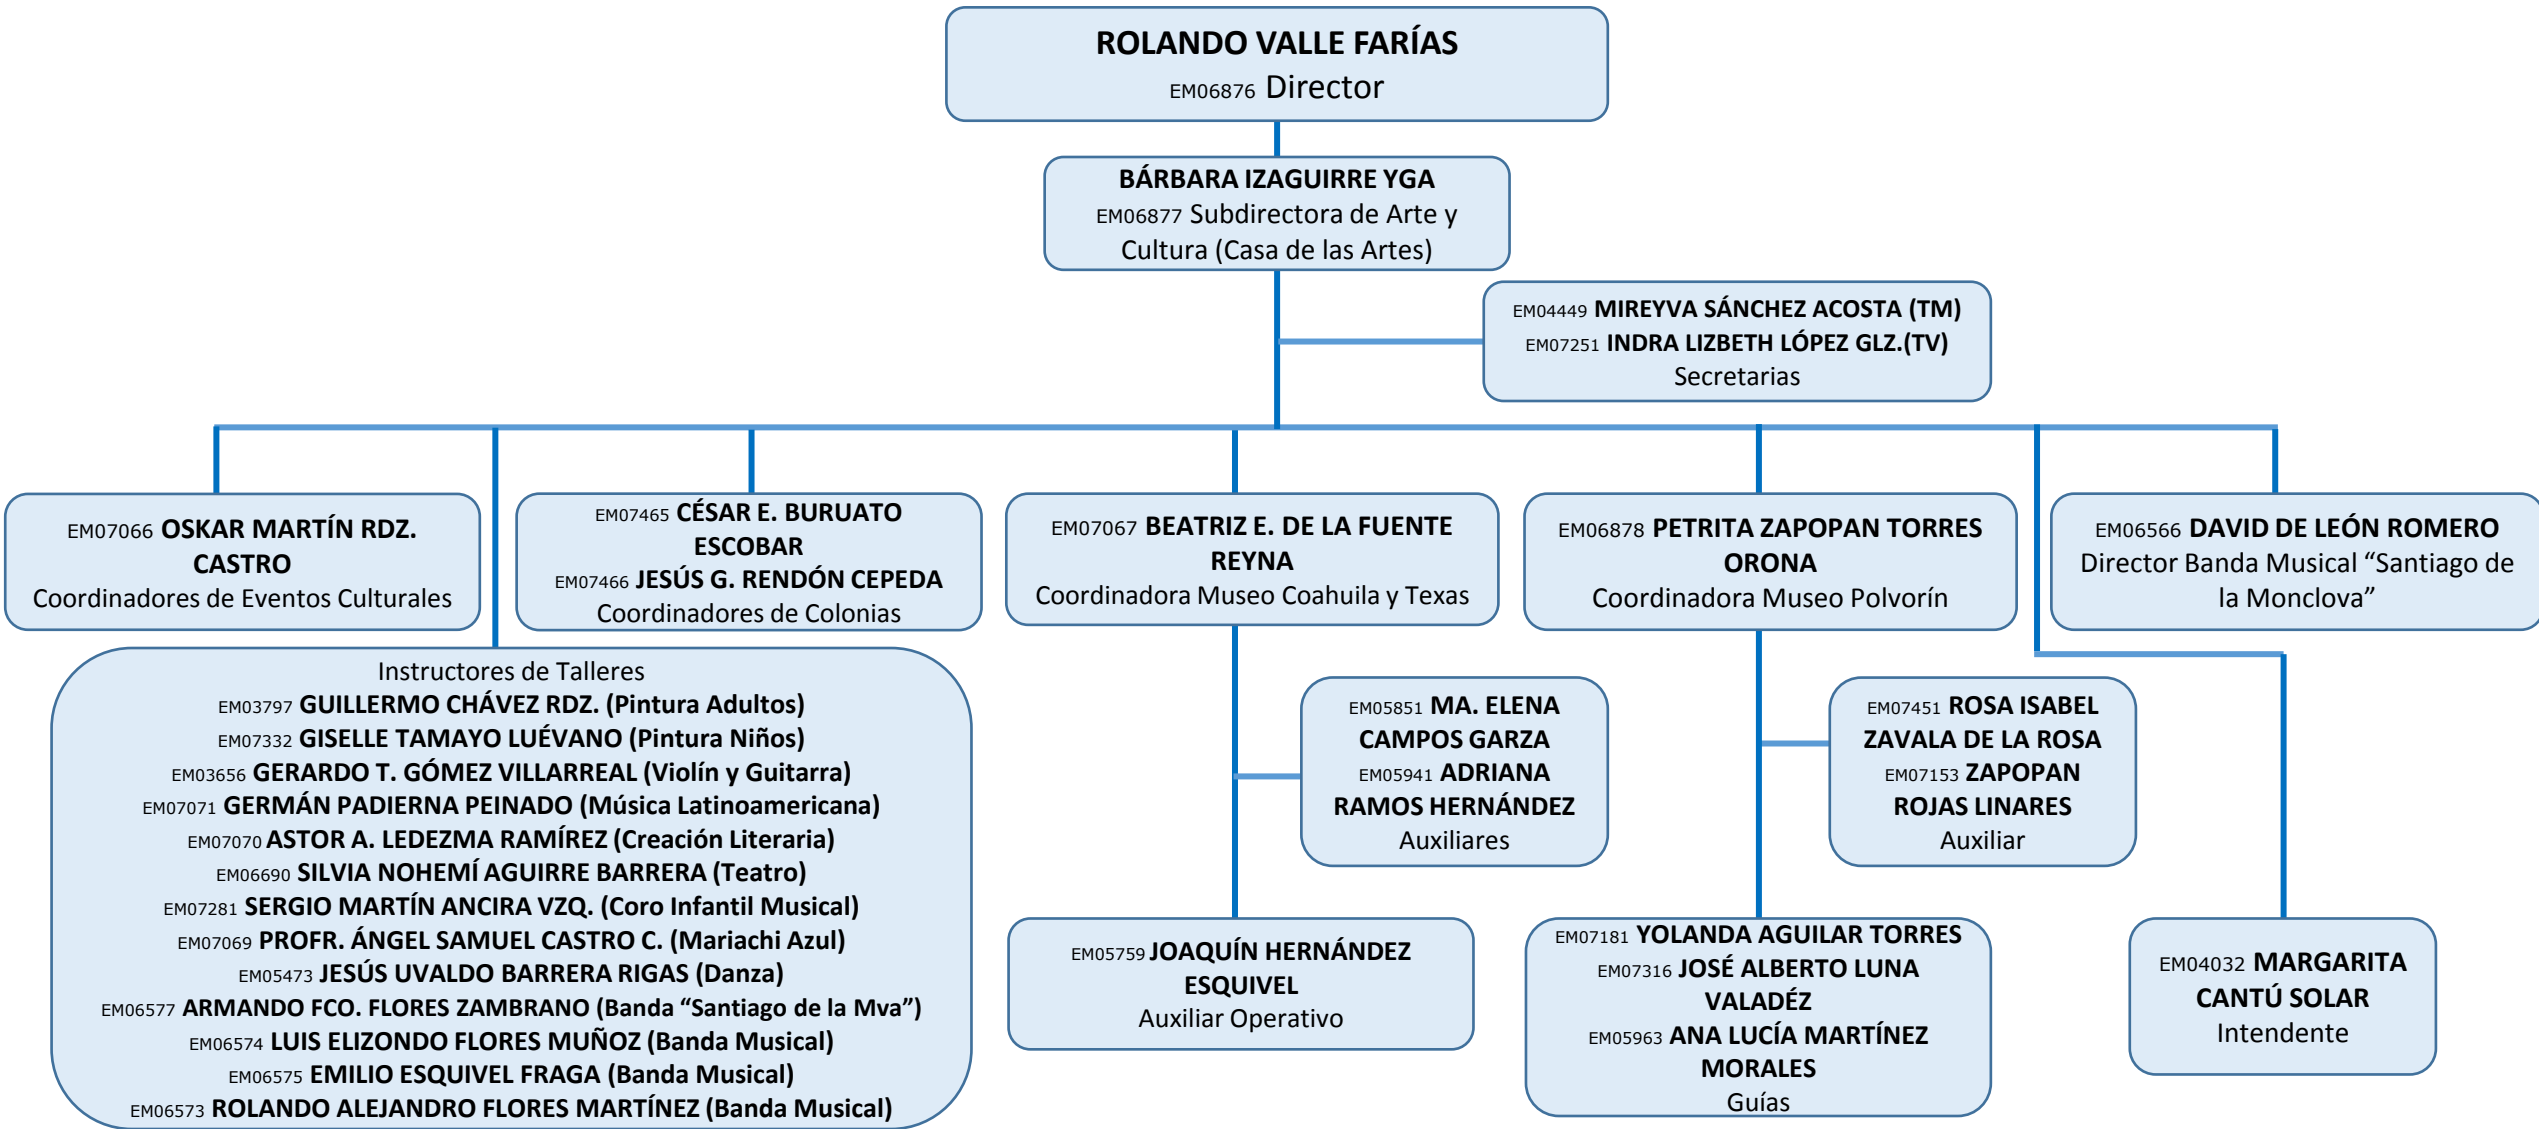 ROLANDO VALLE FARÍAS
EM06876 Director
BÁRBARA IZAGUIRRE YGA
EM06877 Subdirectora de Arte y
Cultura (Casa de las Artes)
EM04449 MIREYVA SÁNCHEZ ACOSTA (TM)
EM07251 INDRA LIZBETH LÓPEZ GLZ.(TV)
Secretarias
EM07066 OSKAR MARTÍN RDZ.
CASTRO
Coordinadores de Eventos Culturales
EM07465 CÉSAR E. BURUATO
ESCOBAR
EM07466 JESÚS G. RENDÓN CEPEDA
Coordinadores de Colonias
EM07067 BEATRIZ E. DE LA FUENTE
REYNA
Coordinadora Museo Coahuila y Texas
EM06878 PETRITA ZAPOPAN TORRES
ORONA
Coordinadora Museo Polvorín
EM06566 DAVID DE LEÓN ROMERO
Director Banda Musical “Santiago de
la Monclova”
Instructores de Talleres
EM03797 GUILLERMO CHÁVEZ RDZ. (Pintura Adultos)
EM07332 GISELLE TAMAYO LUÉVANO (Pintura Niños)
EM03656 GERARDO T. GÓMEZ VILLARREAL (Violín y Guitarra)
EM07071 GERMÁN PADIERNA PEINADO (Música Latinoamericana)
EM07070 ASTOR A. LEDEZMA RAMÍREZ (Creación Literaria)
EM06690 SILVIA NOHEMÍ AGUIRRE BARRERA (Teatro)
EM07281 SERGIO MARTÍN ANCIRA VZQ. (Coro Infantil Musical)
EM07069 PROFR. ÁNGEL SAMUEL CASTRO C. (Mariachi Azul)
EM05473 JESÚS UVALDO BARRERA RIGAS (Danza)
EM06577 ARMANDO FCO. FLORES ZAMBRANO (Banda “Santiago de la Mva”)
EM06574 LUIS ELIZONDO FLORES MUÑOZ (Banda Musical)
EM06575 EMILIO ESQUIVEL FRAGA (Banda Musical)
EM06573 ROLANDO ALEJANDRO FLORES MARTÍNEZ (Banda Musical)
EM05851 MA. ELENA
CAMPOS GARZA
EM05941 ADRIANA
RAMOS HERNÁNDEZ
Auxiliares
EM07451 ROSA ISABEL
ZAVALA DE LA ROSA
EM07153 ZAPOPAN
ROJAS LINARES
Auxiliar
EM05759 JOAQUÍN HERNÁNDEZ
ESQUIVEL
Auxiliar Operativo
EM07181 YOLANDA AGUILAR TORRES
EM07316 JOSÉ ALBERTO LUNA
VALADÉZ
EM05963 ANA LUCÍA MARTÍNEZ
MORALES
Guías
EM04032 MARGARITA
CANTÚ SOLAR
Intendente